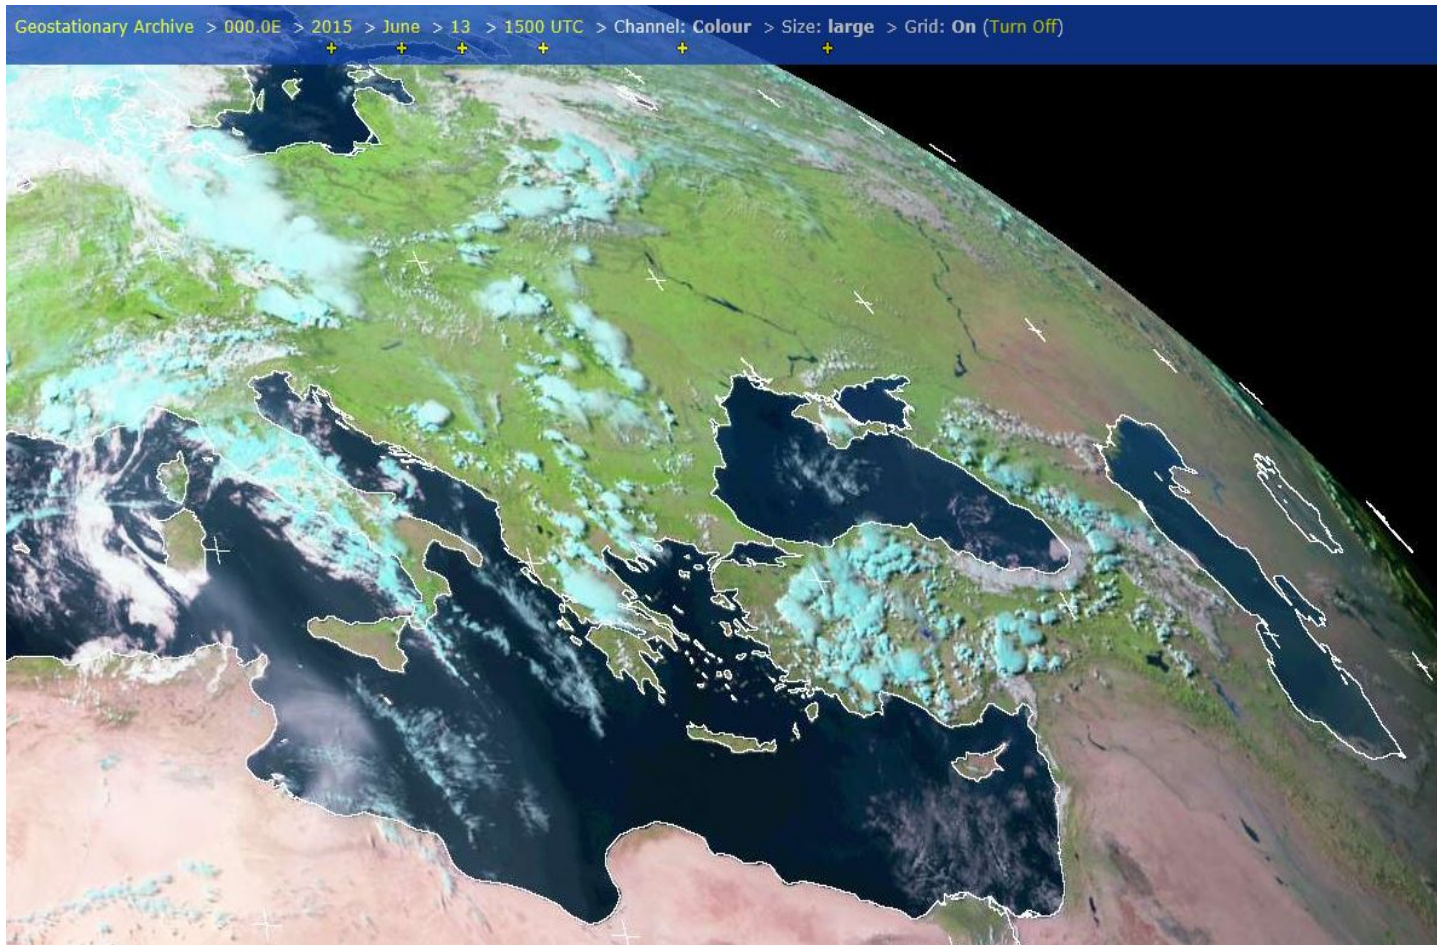 Geostationary Archive > 000.0E > 2015 > June > 13 > 1500 UTC > Channel: Colour > Size: large > Grid: On (Turn Off)